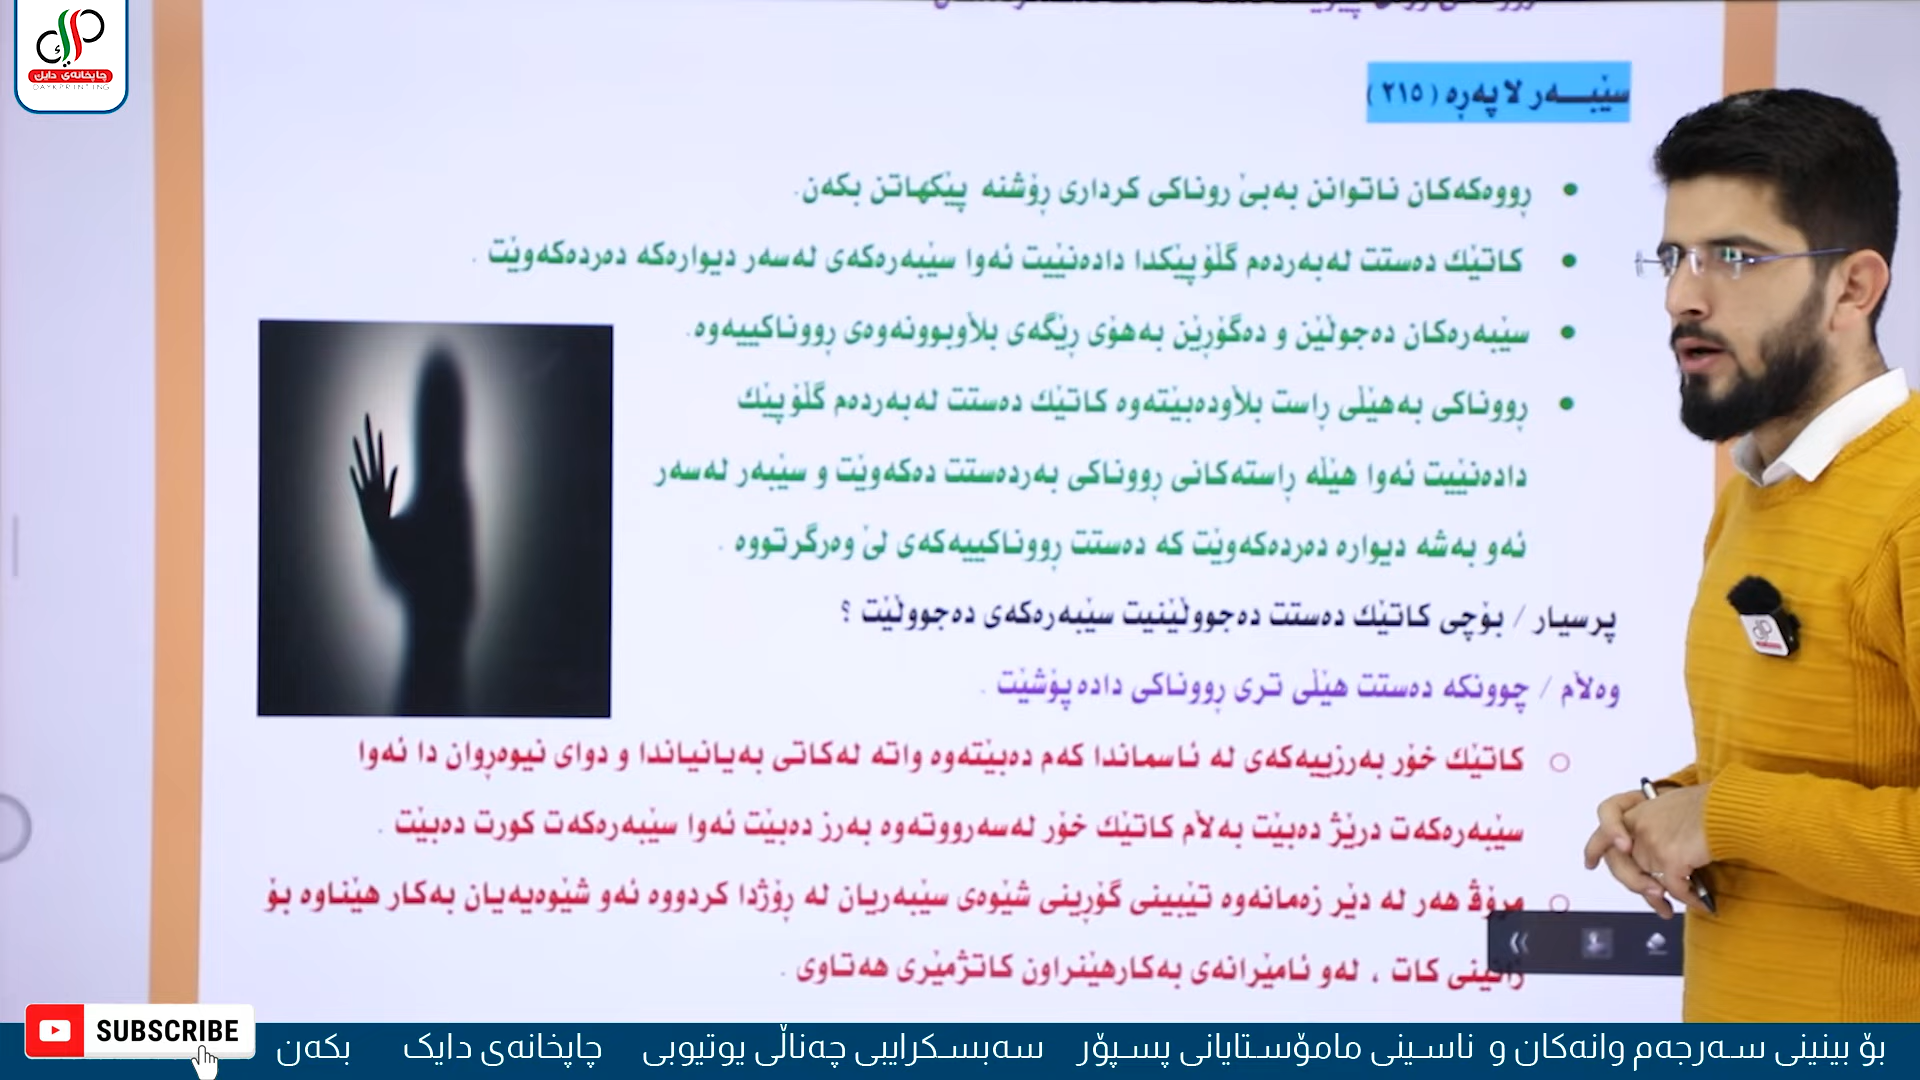 چاپخانەی دایک
DAYK PRINTING
سێبـــەر لاپەڕە (٢١٥)
• ڕووەکەکان ناتوانن بەبێ روناکی کرداری ڕۆشنە پێکهاتن بکەن.
• کاتێك دەستت لەبەردەم گڵۆپێکدا دادەنێیت ئەوا سێبەرەکەی لەسەر دیوارەکە دەردەکەوێت .
• سێبەرەکان دەجوڵێن و دەگۆڕێن بەهۆی ڕێگەی بڵاوبوونەوەی ڕووناکییەوە.
• ڕووناکی بەهێڵی ڕاست بڵاودەبێتەوە کاتێك دەستت لەبەردەم گڵۆپێك
دادەنێیت ئەوا هێڵە ڕاستەکانی ڕووناکی بەردەستت دەکەوێت و سێبەر لەسەر
ئەو بەشە دیوارە دەردەکەوێت کە دەستت ڕووناکییەکەی لێ وەرگرتووە .
پرسیار / بۆچی کاتێك دەستت دەجووڵێنیت سێبەرەکەی دەجووڵێت ؟
وەڵام / چوونکە دەستت هێڵی تری ڕووناکی دادەپۆشێت .
○ کاتێك خۆر بەرزییەکەی لە ئاسماندا کەم دەبێتەوە واتە لەکاتی بەیانیاندا و دوای نیوەڕوان دا ئەوا
سێبەرەکەت درێژ دەبێت بەڵام کاتێك خۆر لەسەرووتەوە بەرز دەبێت ئەوا سێبەرەکەت کورت دەبێت .
○ مرۆڤ هەر لە دێر زەمانەوە تێبینی گۆڕینی شێوەی سێبەریان لە ڕۆژدا کردووە ئەو شێوەیەیان بەکار هێناوە بۆ
زانینی کات ، لەو ئامێرانەی بەکارهێنراون کاتژمێری هەتاوی .
SUBSCRIBE
بۆ بینینی سەرجەم وانەکان و ناسینی مامۆستایانی پسپۆر سەبسکرایبی چەناڵی یوتیوبی چاپخانەی دایک بکەن